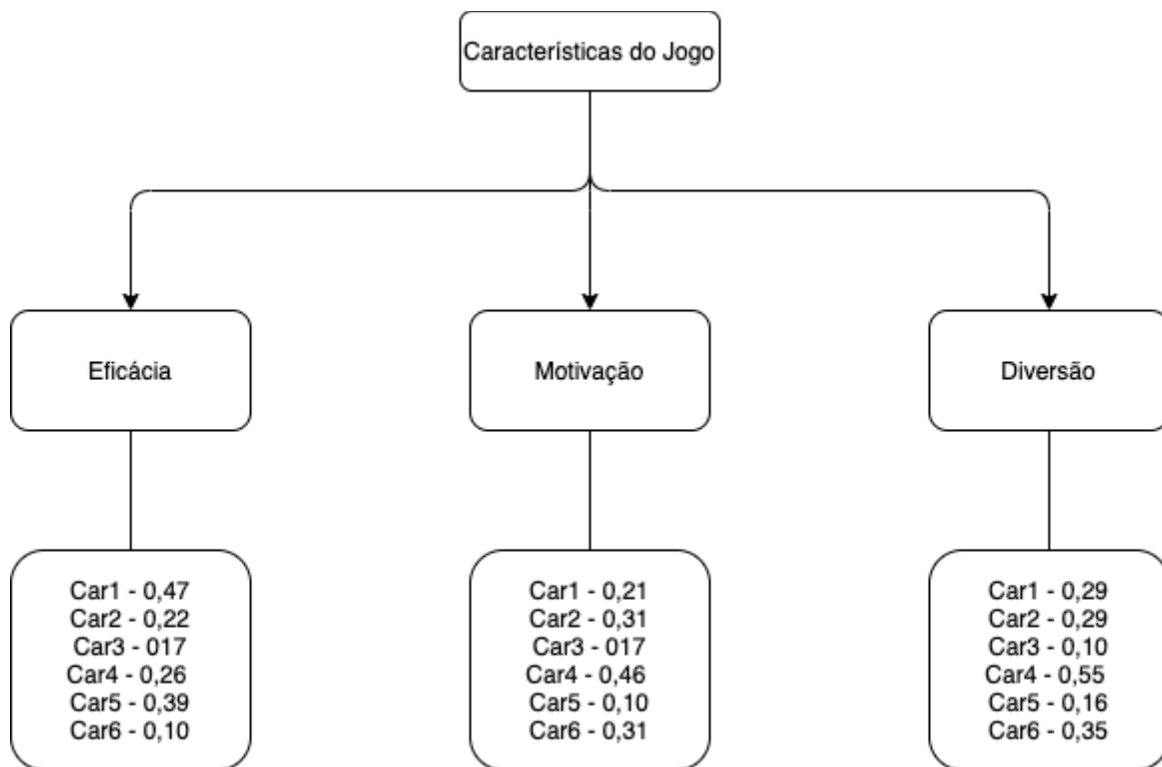 Características do Jogo
Eficácia
Motivação
Diversão
Car1 - 0,47
Car2 - 0,22
Car3 - 017
Car4 - 0,26
Car5 - 0,39
Car6 - 0,10
Car1 - 0,21
Car2 - 0,31
Car3 - 017
Car4 - 0,46
Car5 - 0,10
Car6 - 0,31
Car1 - 0,29
Car2 - 0,29
Car3 - 0,10
Car4 - 0,55
Car5 - 0,16
Car6 - 0,35